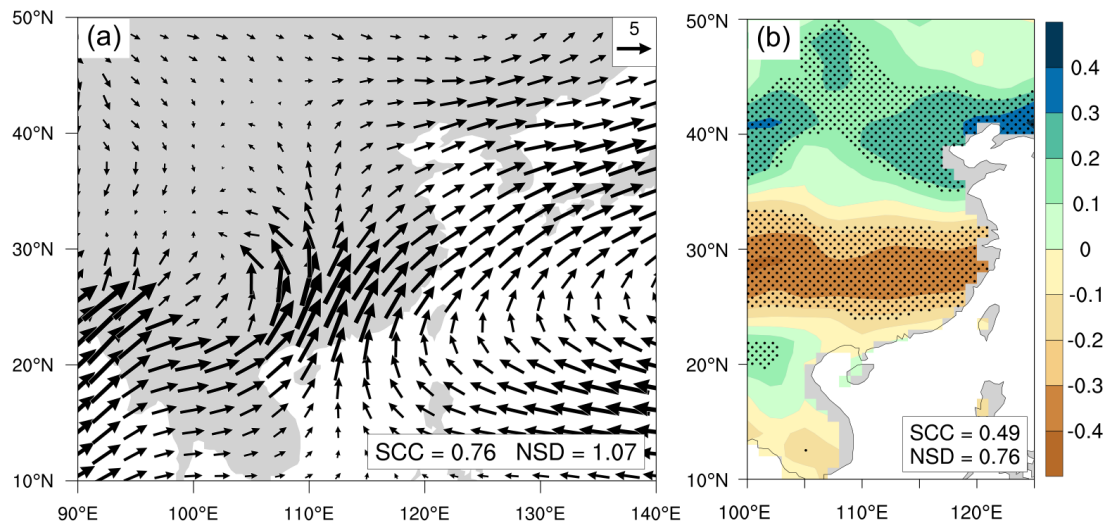 (a)
5
50°N
40°N
30°N
20°N
10°N
90°E 100°E 110°E 120°E 130°E 140°E
SCC = 0.76 NSD = 1.07
(b)
50°N
40°N
30°N
20°N
10°N
100°E 110°E 120°E
SCC = 0.49
NSD = 0.76
0.4
0.3
0.2
0.1
0
-0.1
-0.2
-0.3
-0.4